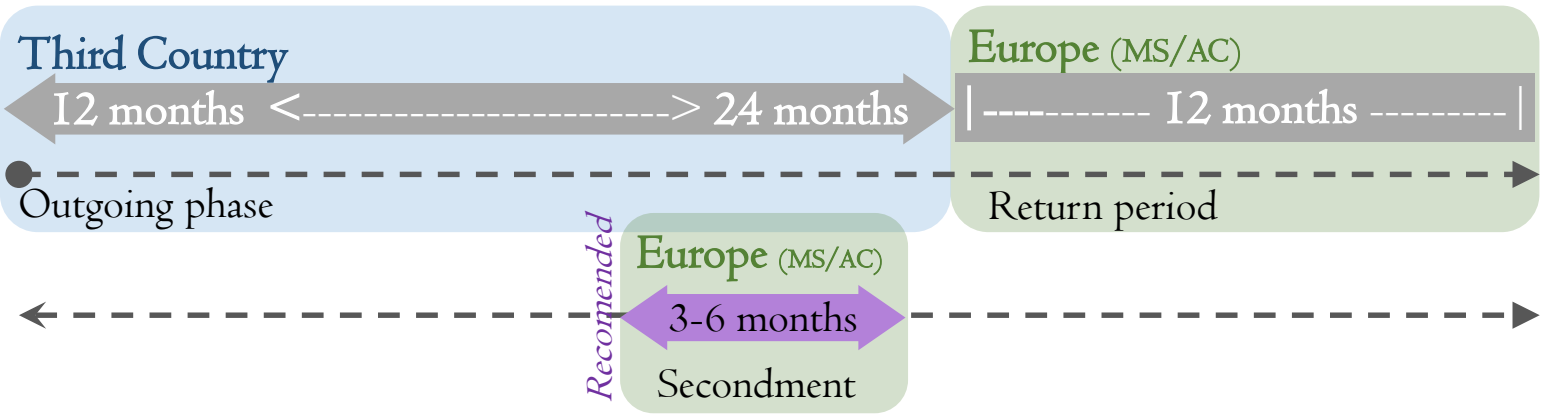 Third Country
Europe (MS/AC)
12 months <------------------------> 24 months
|----------- 12 months ---------|
Outgoing phase
Return period
Recomended
Europe (MS/AC)
3-6 months
Secondment